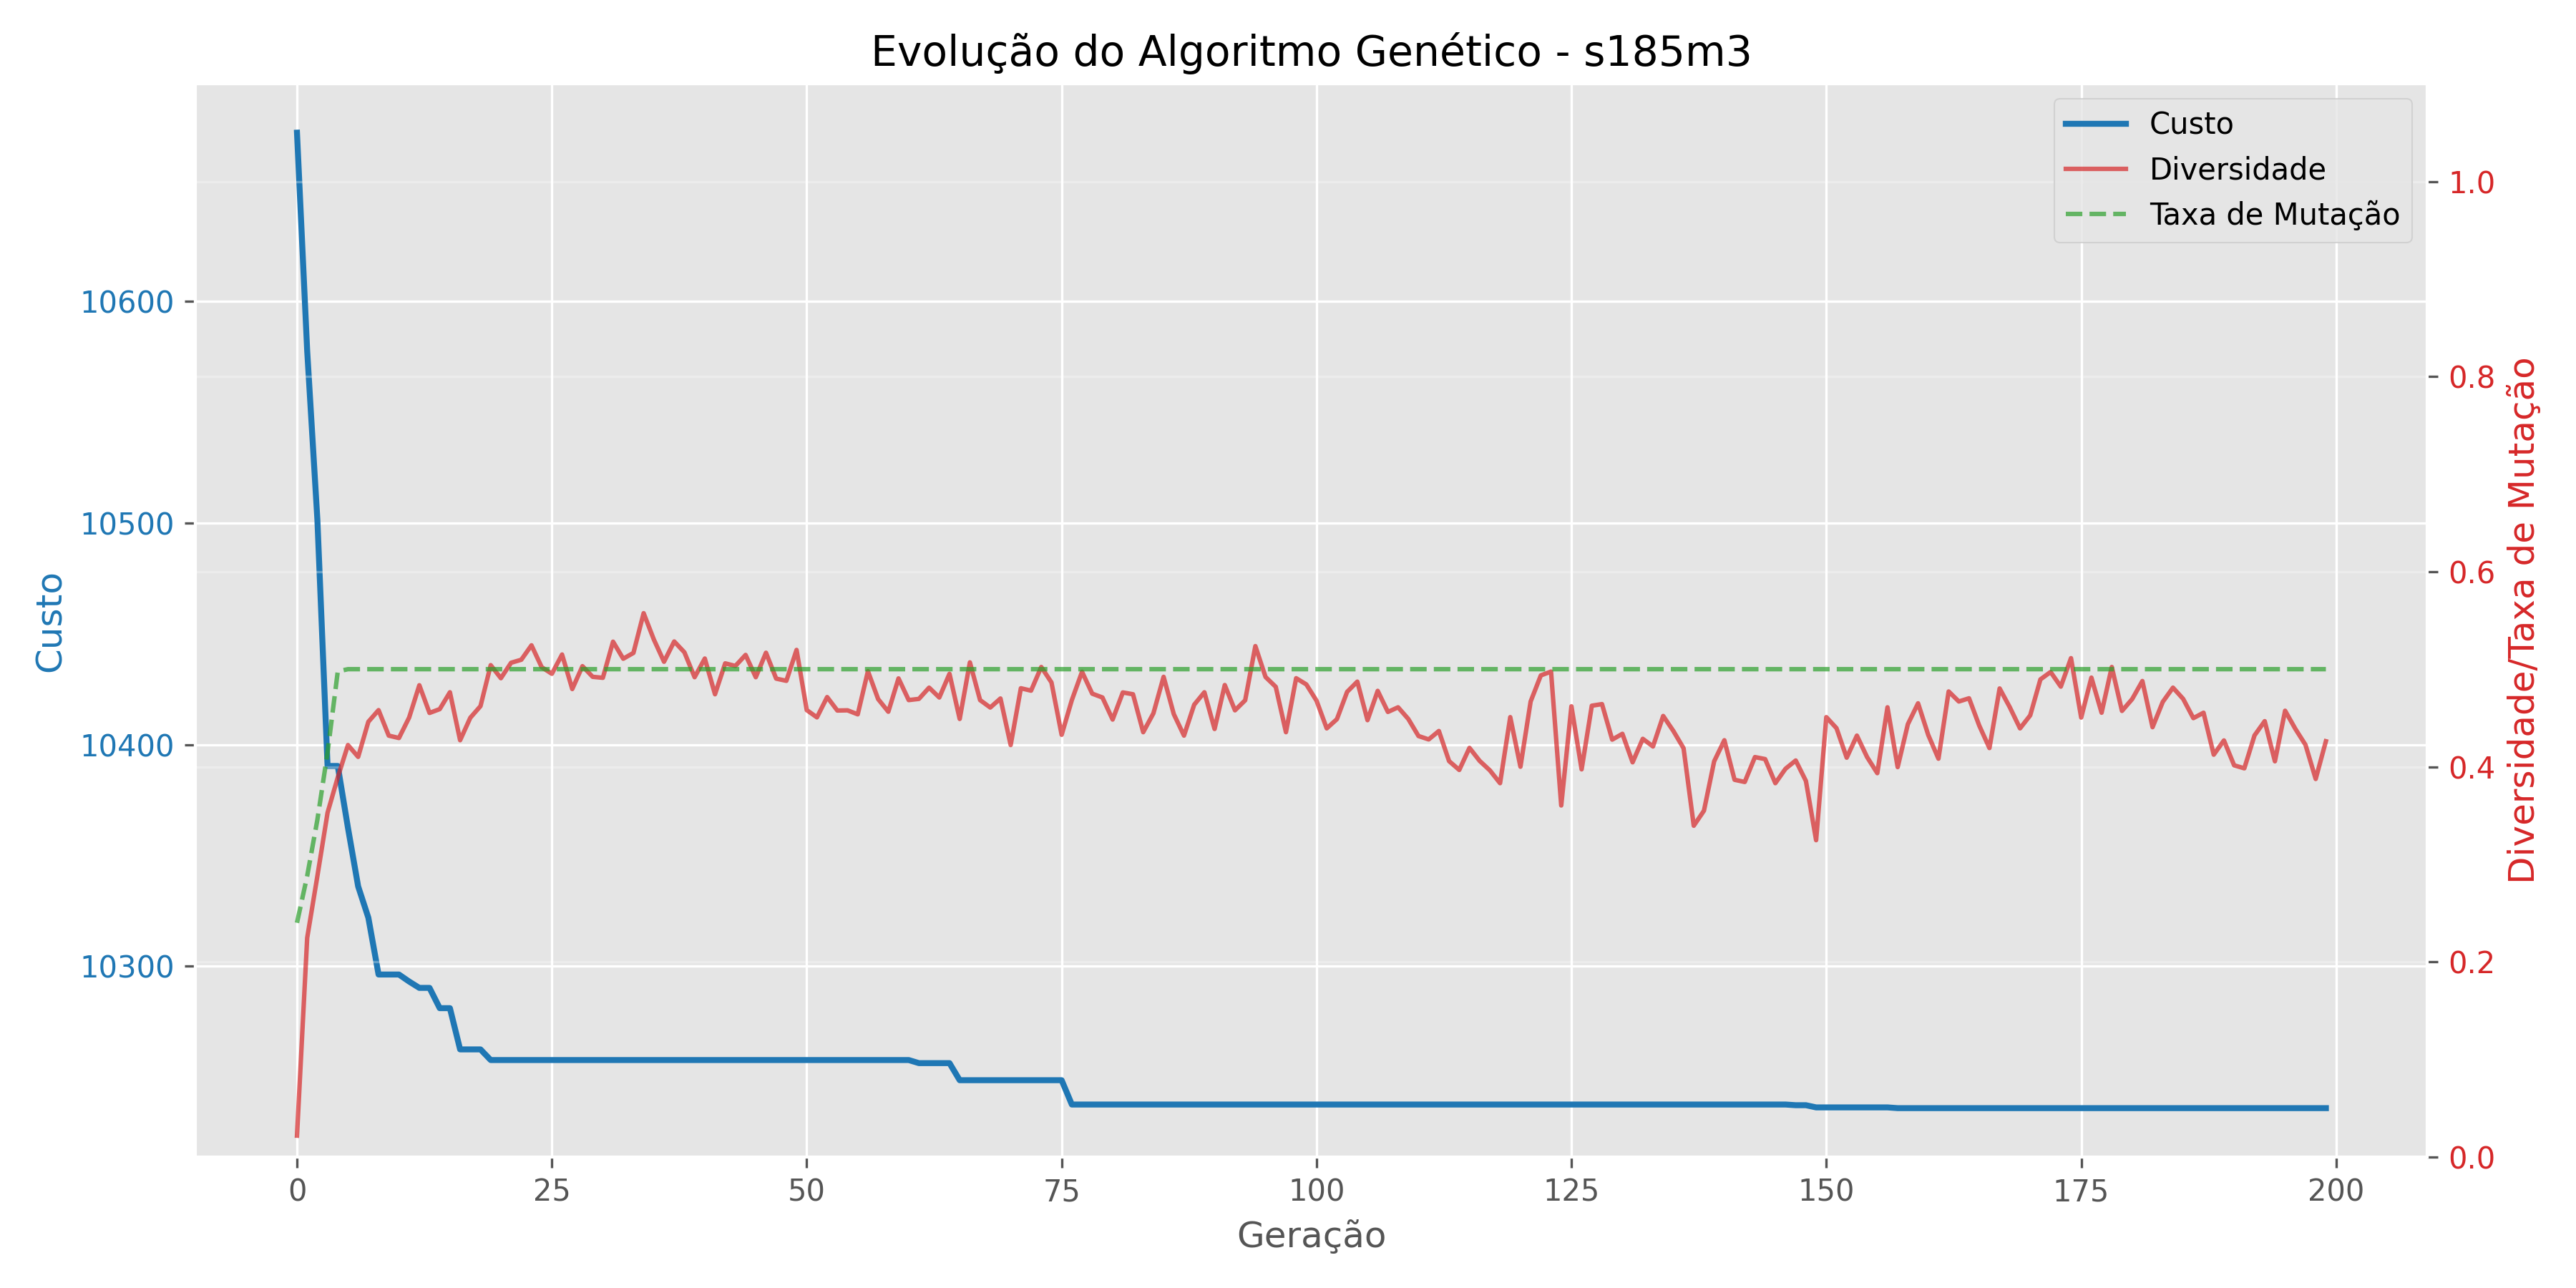 Evolução do Algoritmo Genético - s185m3
Custo
Diversidade
Taxa de Mutação
10600
10500
10400
10300
Custo
1.0
0.8
0.6
0.4
0.2
0.0
Diversidade/Taxa de Mutação
0 25 50 75 100 125 150 175 200
Geração